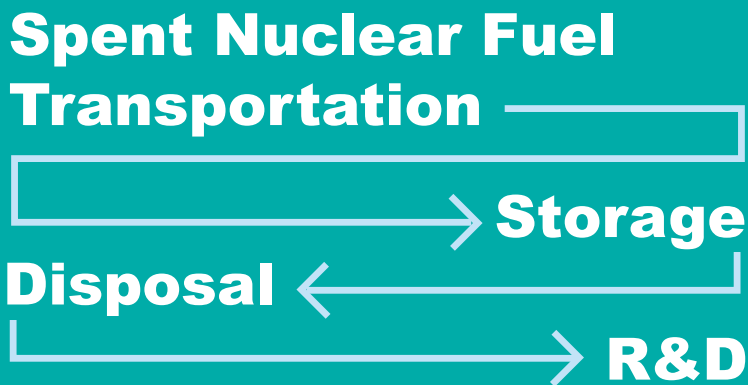 Spent Nuclear Fuel
Transportation
Storage
Disposal
R&D